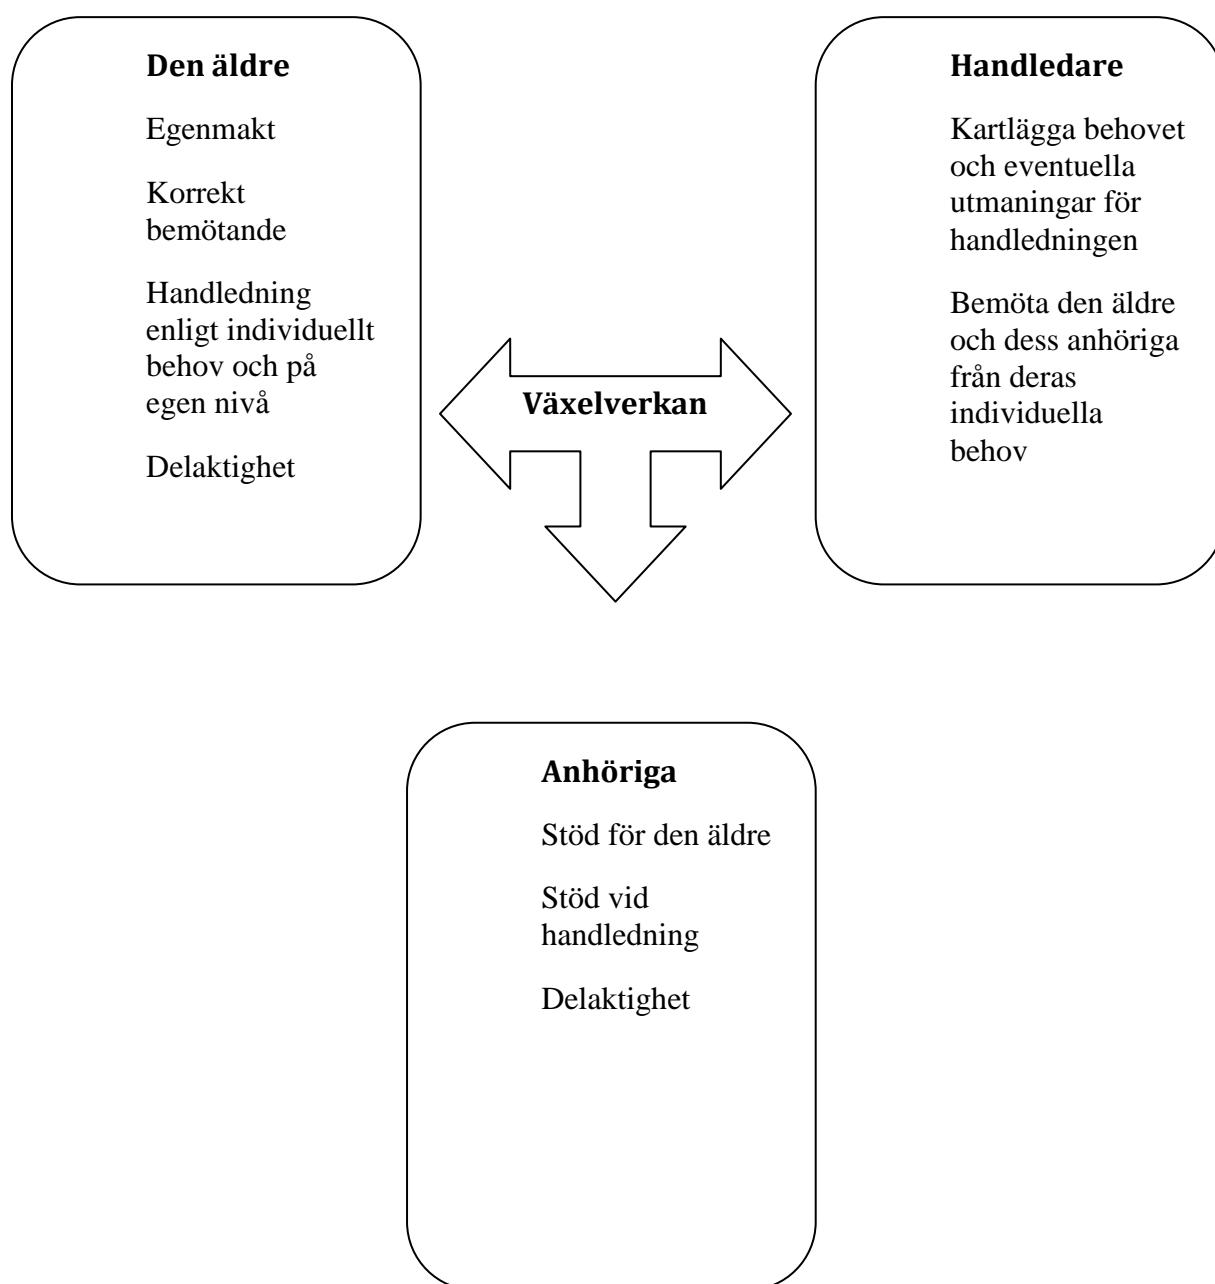 Den äldre
Egenmakt
Korrekt
bemötande
Handledning
enligt individuellt
behov och på
egen nivå
Delaktighet
Handledare
Kartlägga behovet
och eventuella
utmaningar för
handledningen
Bemöta den äldre
och dess anhöriga
från deras
individuella
behov
Växelverkan
Anhöriga
Stöd för den äldre
Stöd vid
handledning
Delaktighet